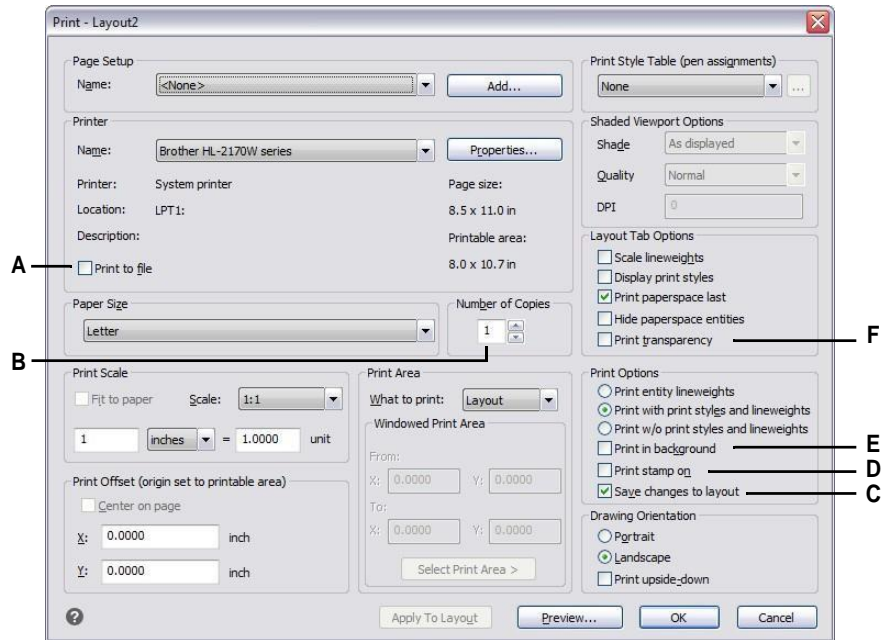 Print - Layout2
Page Setup
Name: <None> Add...
Print Style Table (pen assignments)
None ...
Printer
Name: Brother HL-2170W series Properties...
Printer: System printer Page size:
Location: LPT1: 8.5 x 11.0 in
Description: Printable area:
A Print to file 8.0 x 10.7 in
Shaded Viewport Options
Shade As displayed
Quality Normal
DPI 0
Layout Tab Options
Scale lineweights
Display print styles
Print paperspace last
Hide paperspace entities
Print transparency F
Paper Size
Letter
Number of Copies
1
B
Print Scale
Fit to paper Scale: 1:1
1 inches = 1.0000 unit
Print Area
What to print: Layout
Windowed Print Area
From:
X: 0.0000 Y: 0.0000
To:
X: 0.0000 Y: 0.0000
Select Print Area >
Print Options
Print entity lineweights
Print with print styles and lineweights
Print w/o print styles and lineweights
Print in background E
Print stamp on D
Save changes to layout C
Print Offset (origin set to printable area)
Center on page
X: 0.0000 inch
Y: 0.0000 inch
Drawing Orientation
Portrait
Landscape
Print upside-down
? Apply To Layout Preview... OK Cancel